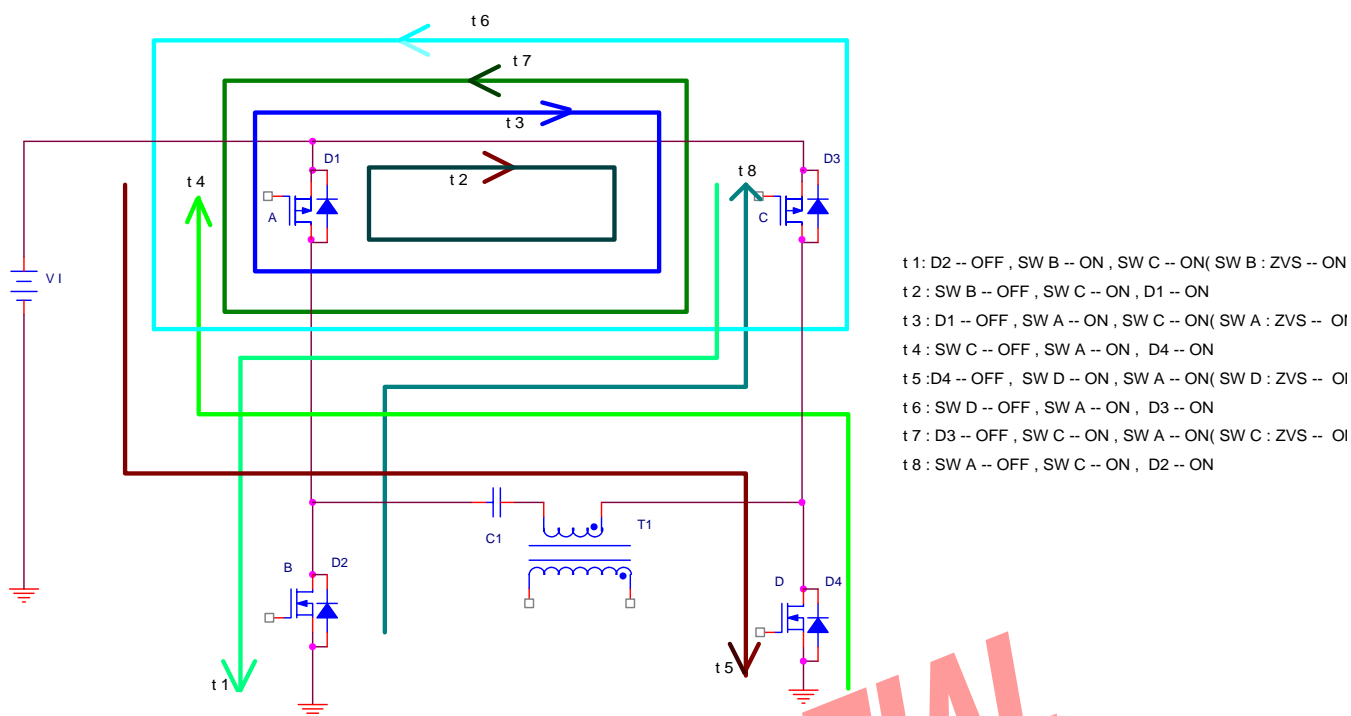 t 6
t 7
t 3
D1
D3
t 4
t 2
t 8
A
C
V I
t 1: D2 -- OFF , SW B -- ON , SW C -- ON( SW B : ZVS -- ON
t 2 : SW B -- OFF , SW C -- ON , D1 -- ON
t 3 : D1 -- OFF , SW A -- ON , SW C -- ON( SW A : ZVS --
t 4 : SW C -- OFF , SW A -- ON , D4 -- ON
t 5 :D4 -- OFF , SW D -- ON , SW A -- ON( SW D : ZVS --
t 6 : SW D -- OFF , SW A -- ON , D3 -- ON
t 7 : D3 -- OFF , SW C -- ON , SW A -- ON( SW C : ZVS --
t 8 : SW A -- OFF , SW C -- ON , D2 -- ON
C1
T1
B
D2
D
D4
t 5
t 1